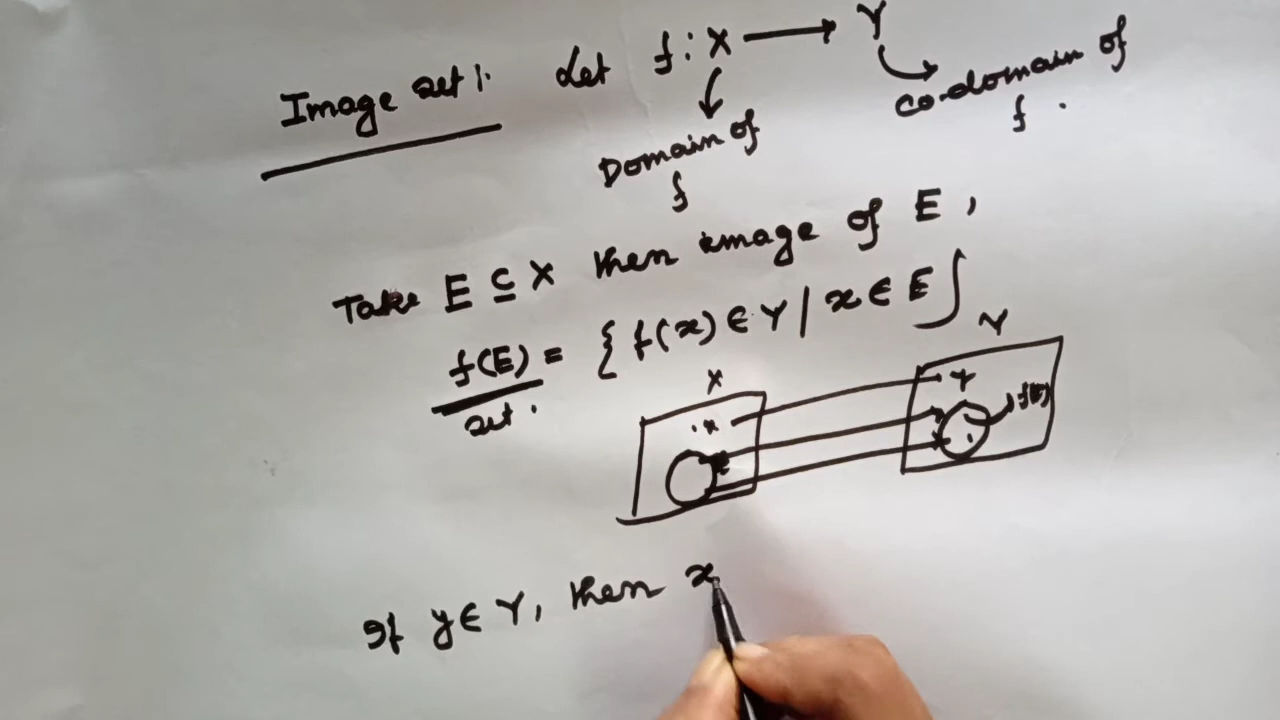 Image set :. Let f : X ⟶ Y
Domain of
f
co-domain of
f .
Take E ⊆ X then image of E ,
f(E) = { f(x) ∈ Y / x ∈ E }
set .
X
Y
.x
y
f(E)
If y ∈ Y, then x